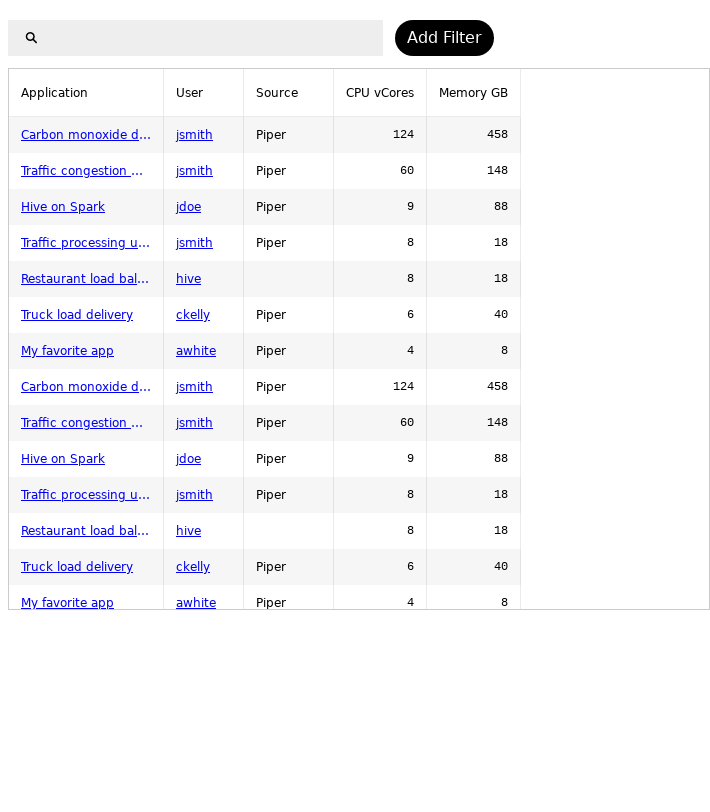 Add Filter
Application User Source CPU vCores Memory GB
Carbon monoxide d... jsmith Piper 124 458
Traffic congestion ... jsmith Piper 60 148
Hive on Spark jdoe Piper 9 88
Traffic processing u... jsmith Piper 8 18
Restaurant load bal... hive 8 18
Truck load delivery ckelly Piper 6 40
My favorite app awhite Piper 4 8
Carbon monoxide d... jsmith Piper 124 458
Traffic congestion ... jsmith Piper 60 148
Hive on Spark jdoe Piper 9 88
Traffic processing u... jsmith Piper 8 18
Restaurant load bal... hive 8 18
Truck load delivery ckelly Piper 6 40
My favorite app awhite Piper 4 8